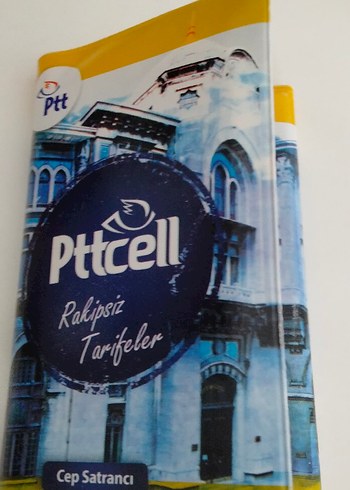 Ptt
Pttcell
Rakipsiz
Tarifeler
Cep Satrancı